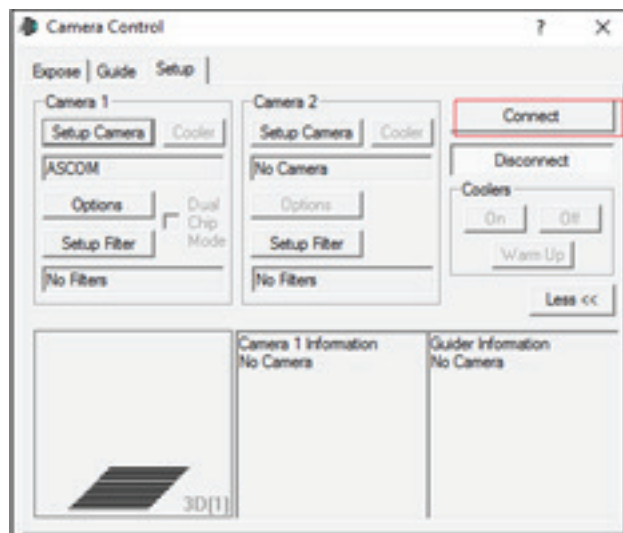 Camera Control ? X
Expose Guide Setup
Camera 1
Setup Camera Cooler
ASCOM
Options
Dual Chip Mode
Setup Filter
No Filters
Camera 2
Setup Camera Cooler
No Camera
Options
Setup Filter
No Filters
Connect
Disconnect
Coolers
On Off
Warm Up
Less <<
3D[1]
Camera 1 Information
No Camera
Guider Information
No Camera